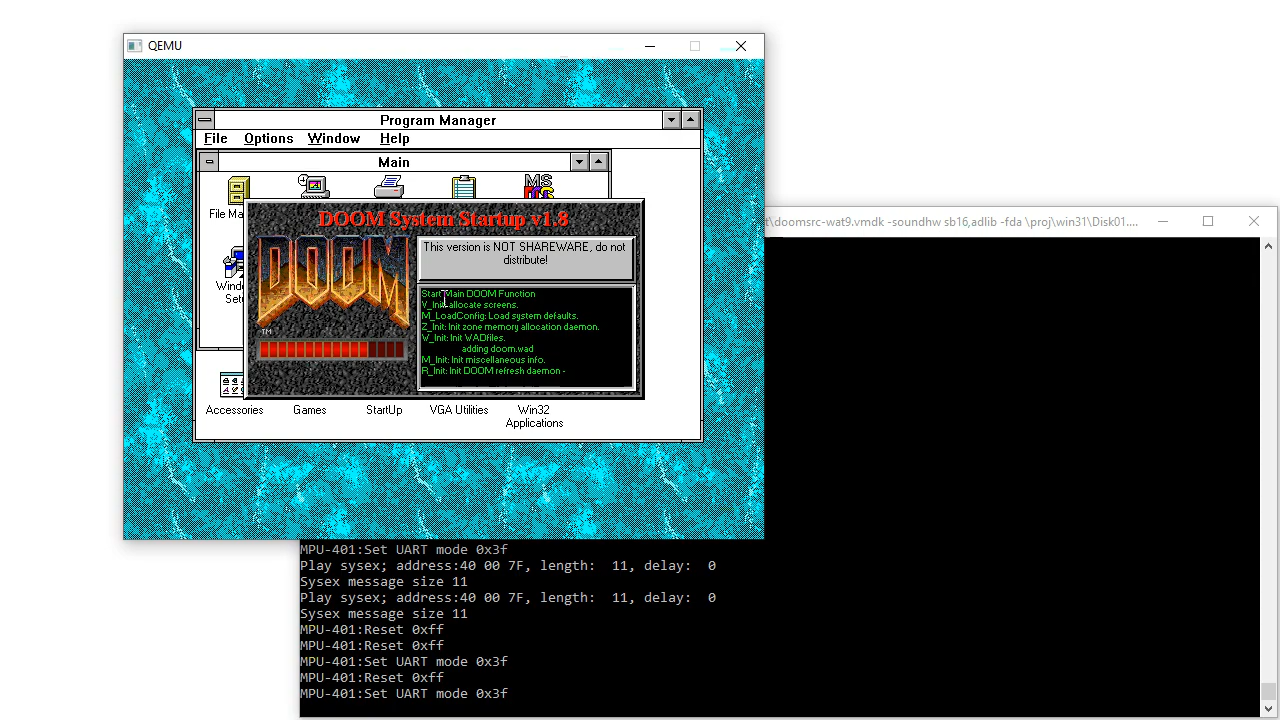 QEMU
Program Manager
File Options Window Help
Main
MS
DOS
DOOM System Startup v1.8
DOOM
TM
This version is NOT SHAREWARE, do not
distribute!
Start Main DOOM Function
V_Init: allocate screens.
M_LoadConfig: Load system defaults.
Z_Init: Init zone memory allocation daemon.
W_Init: Init WADfiles.
adding doom.wad
M_Init: Init miscellaneous info.
R_Init: Init DOOM refresh daemon -
File Ma
Windo
Setu
Accessories
Games
StartUp
VGA Utilities
Win32
Applications
t\doomsrc-wat9.vmdk -soundhw sb16,adlib -fda \proj\win31\Disk01....
MPU-401:Set UART mode 0x3f
Play sysex; address:40 00 7F, length:  11, delay:  0
Sysex message size 11
Play sysex; address:40 00 7F, length:  11, delay:  0
Sysex message size 11
MPU-401:Reset 0xff
MPU-401:Reset 0xff
MPU-401:Set UART mode 0x3f
MPU-401:Reset 0xff
MPU-401:Set UART mode 0x3f